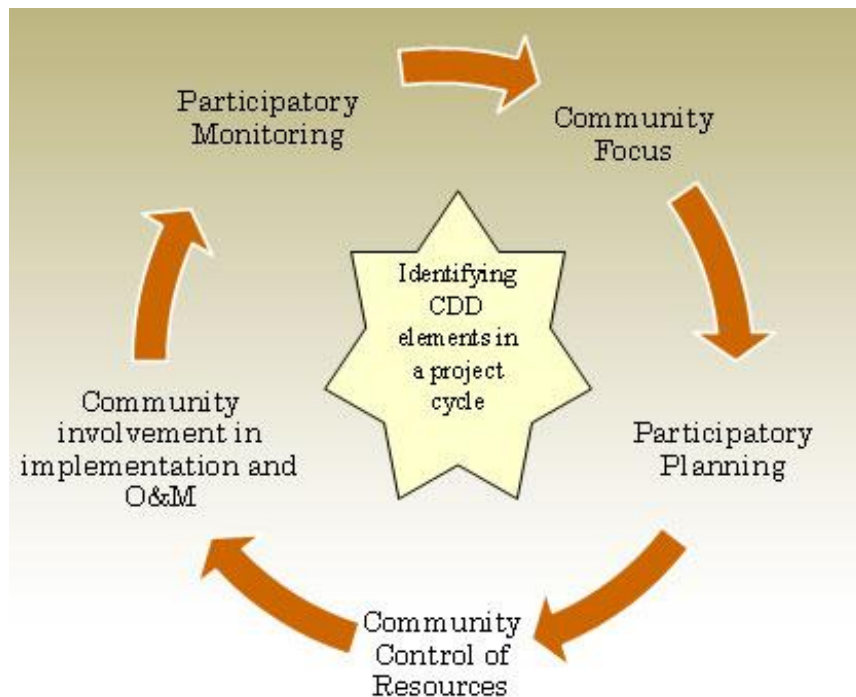 Participatory
Monitoring
Community
Focus
Identifying
CDD
elements in
a project
cycle
Participatory
Planning
Community
Control of
Resources
Community
involvement in
implementation and
O&M